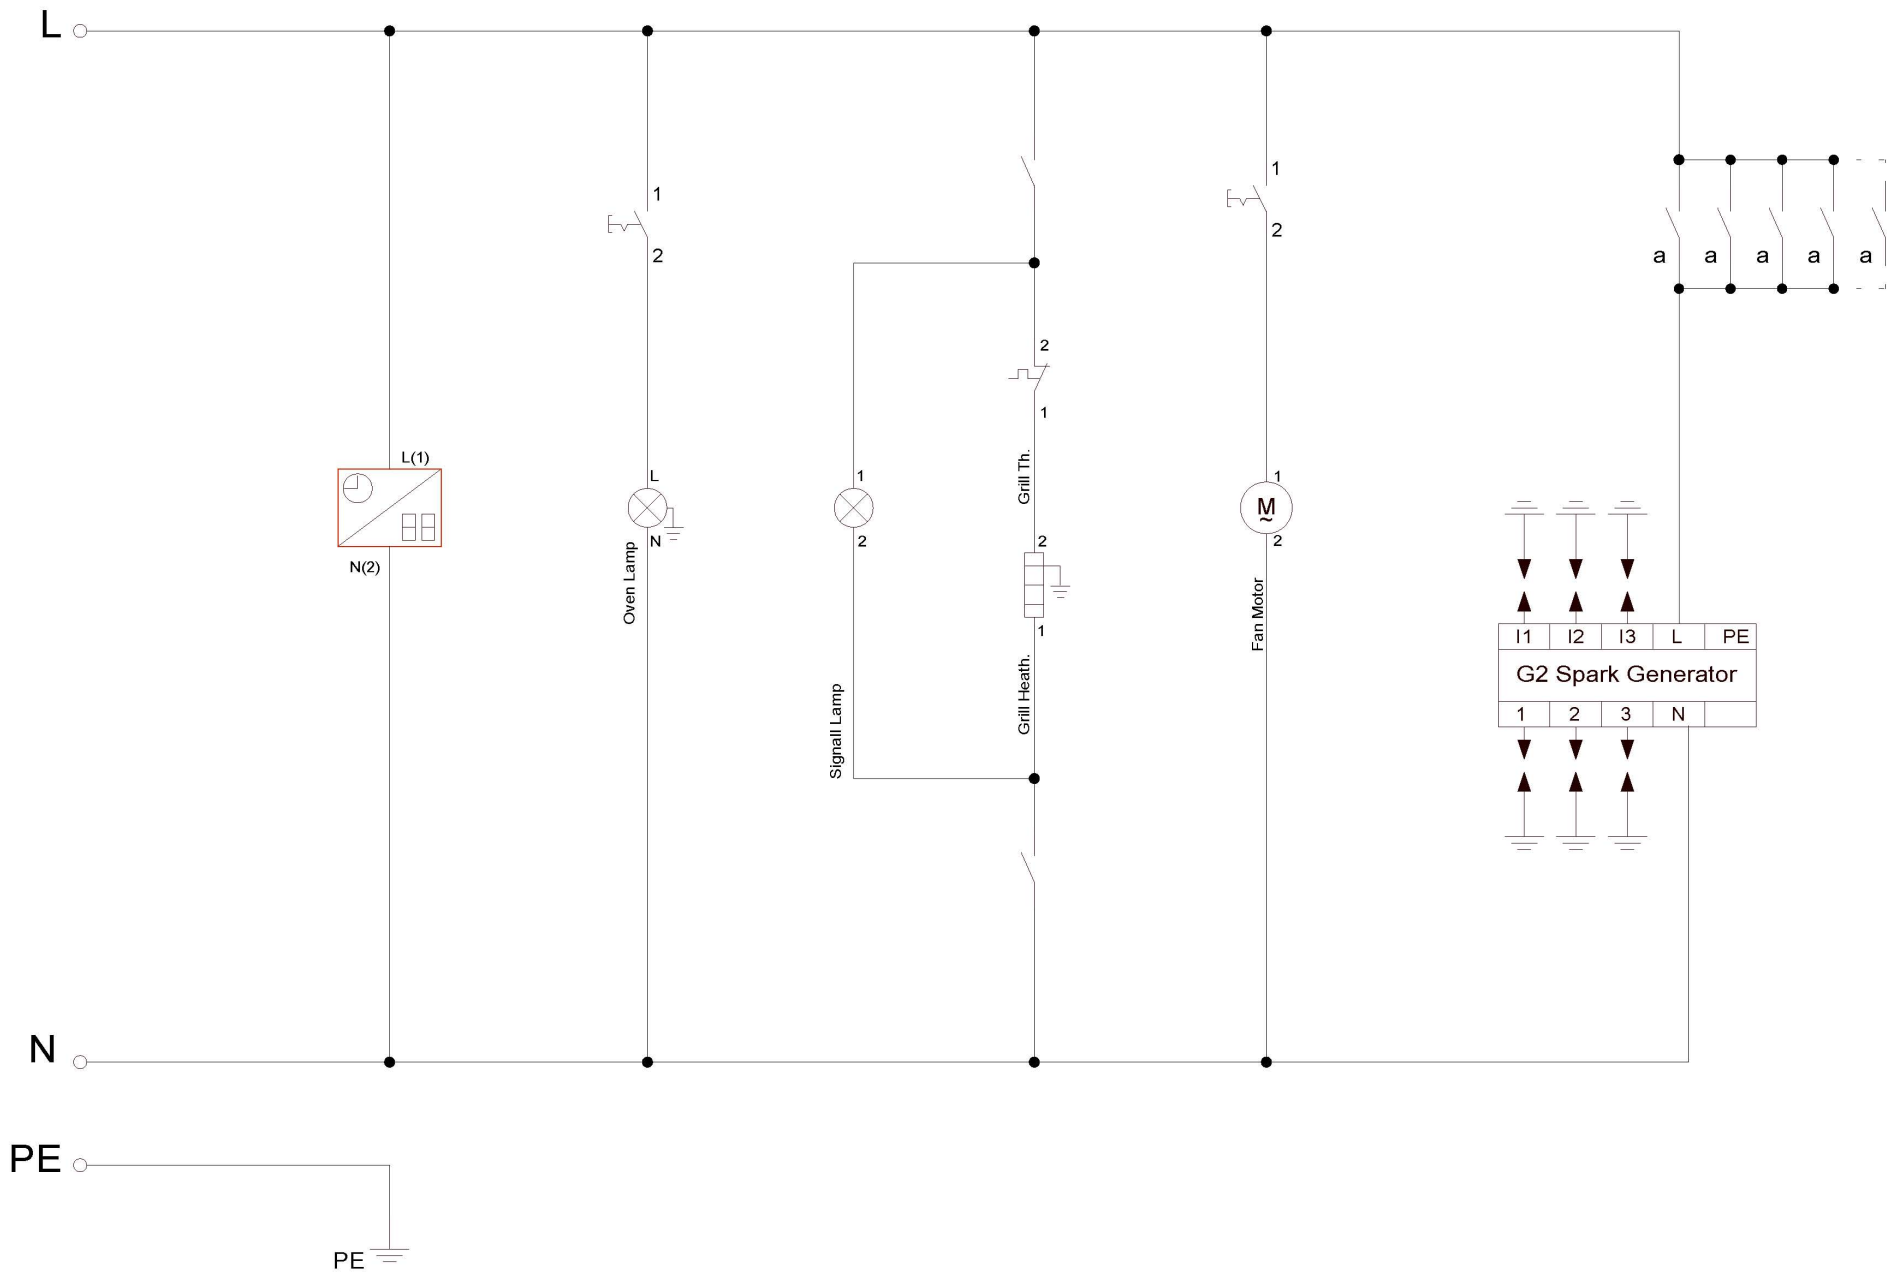 L
1
2
1
2
a a a a a
2
1
L(1)
N(2)
L
N
Oven Lamp
1
2
Signall Lamp
Grill Th.
2
1
Grill Heath.
1
M
~
2
Fan Motor
I1 I2 I3 L PE
G2 Spark Generator
1 2 3 N
N
PE
PE